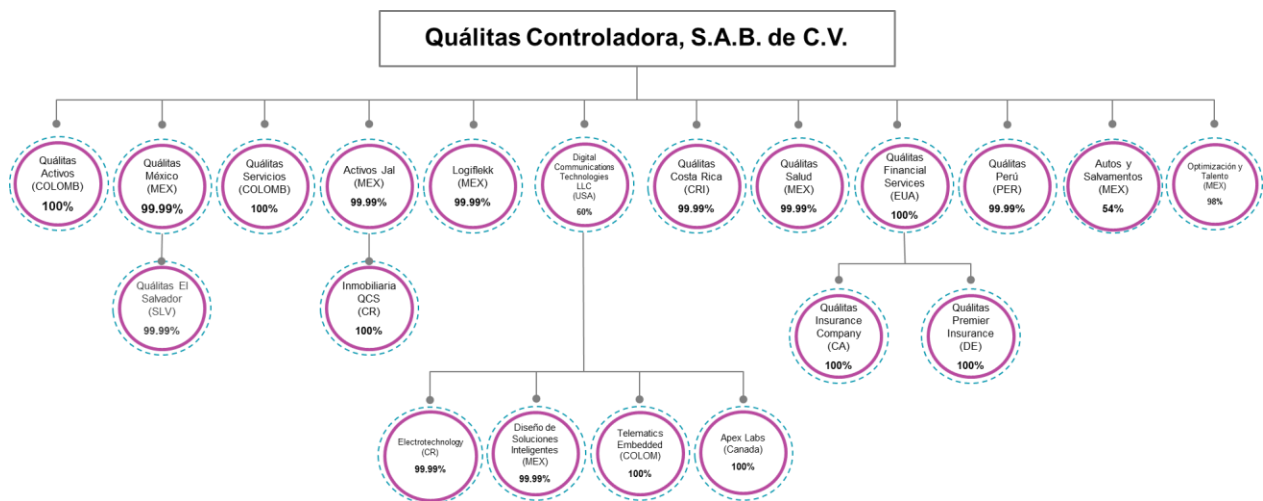 Quálitas Controladora, S.A.B. de C.V.
Quálitas
Activos
(COLOMB)
100%
Quálitas
México
(MEX)
99.99%
Quálitas
Servicios
(COLOMB)
100%
Activos Jal
(MEX)
99.99%
Logiflekk
(MEX)
99.99%
Digital
Communications
Technologies
LLC
(USA)
60%
Quálitas
Costa Rica
(CRI)
99.99%
Quálitas
Salud
(MEX)
99.99%
Quálitas
Financial
Services
(EUA)
100%
Quálitas
Perú
(PER)
99.99%
Autos y
Salvamentos
(MEX)
54%
Optimización y
Talento
(MEX)
98%
Quálitas El
Salvador
(SLV)
99.99%
Inmobiliaria
QCS
(CR)
100%
Quálitas
Insurance
Company
(CA)
100%
Quálitas
Premier
Insurance
(DE)
100%
Electrotechnology
(CR)
99.99%
Diseño de
Soluciones
Inteligentes
(MEX)
99.99%
Telematics
Embedded
(COLOM)
100%
Apex Labs
(Canada)
100%